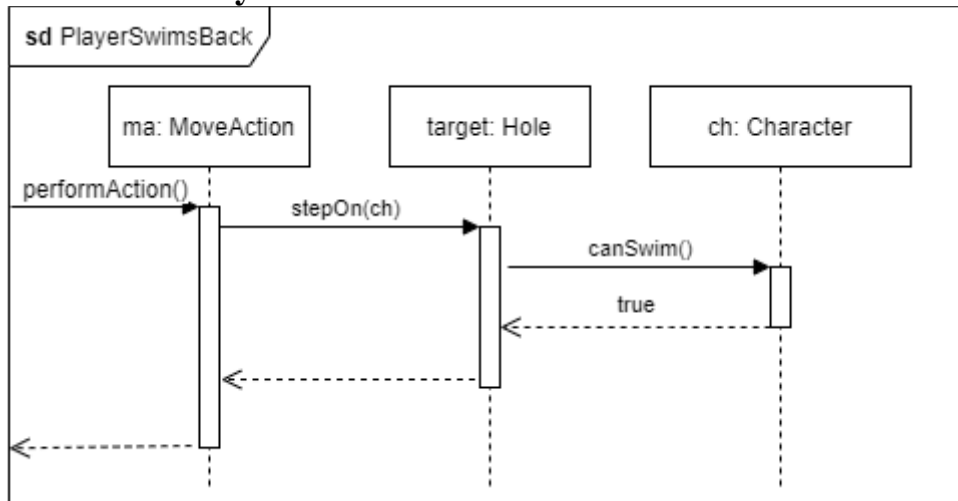 sd PlayerSwimsBack
ma: MoveAction
target: Hole
ch: Character
performAction()
stepOn(ch)
canSwim()
true